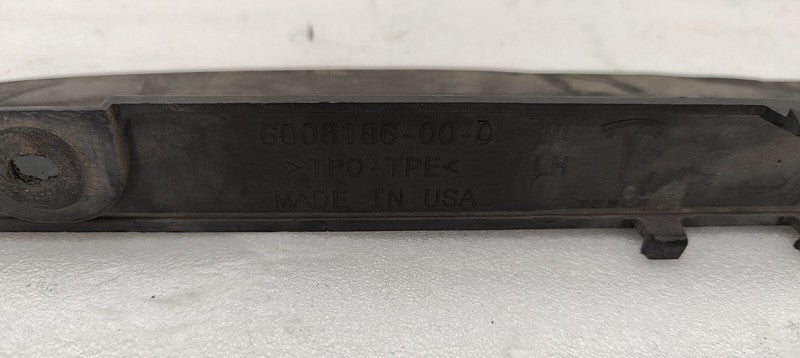 6008186-00-D
>TPO-TPE< LH
MADE IN USA